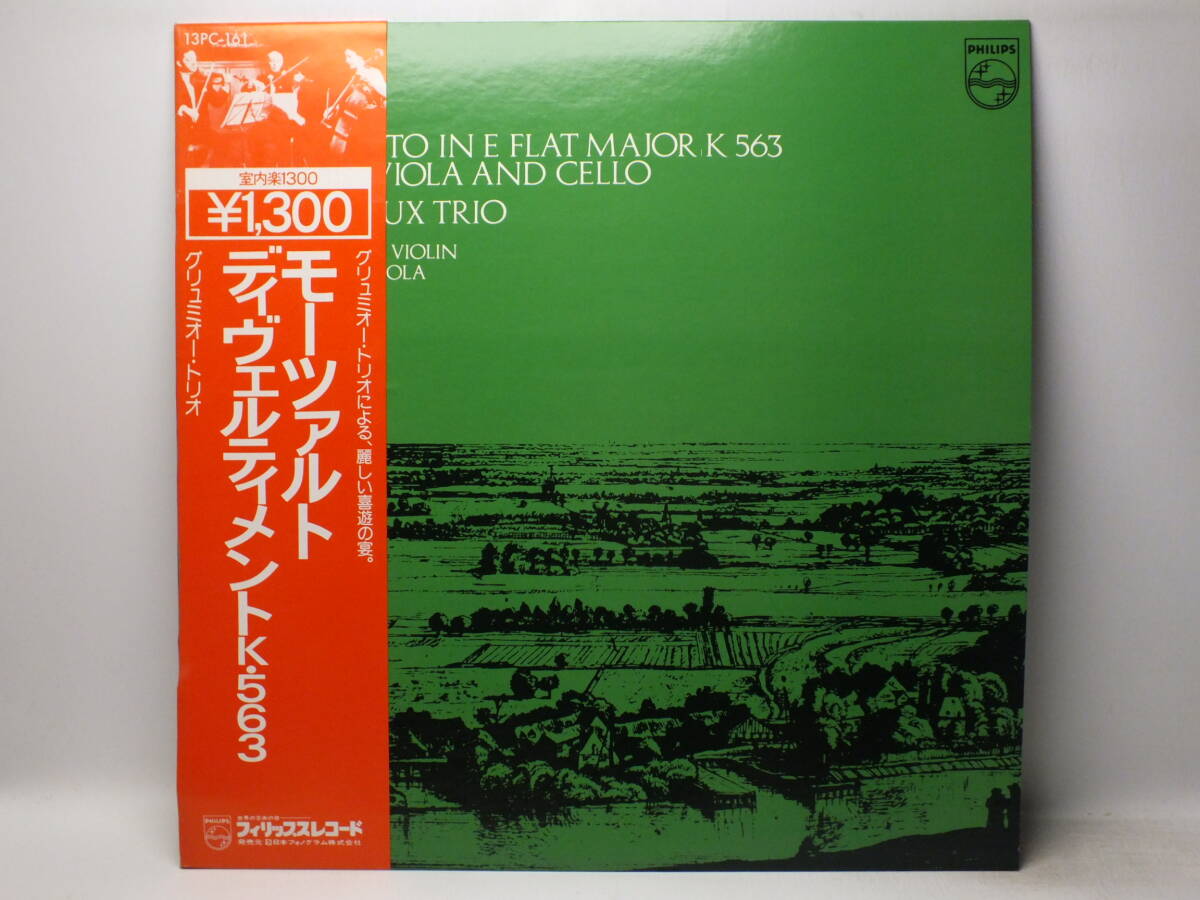 13PC-161
室内楽1300
¥1,300
グリュミオー・トリオによる、麗しい喜遊の宴。
モーツァルト
ディヴェルティメントK.563
グリュミオー・トリオ
PHILIPS
フィリップスレコード
発売元 日本フォノグラム株式会社
PHILIPS
TO IN E FLAT MAJOR K 563
VIOLA AND CELLO
UX TRIO
VIOLIN
OLA